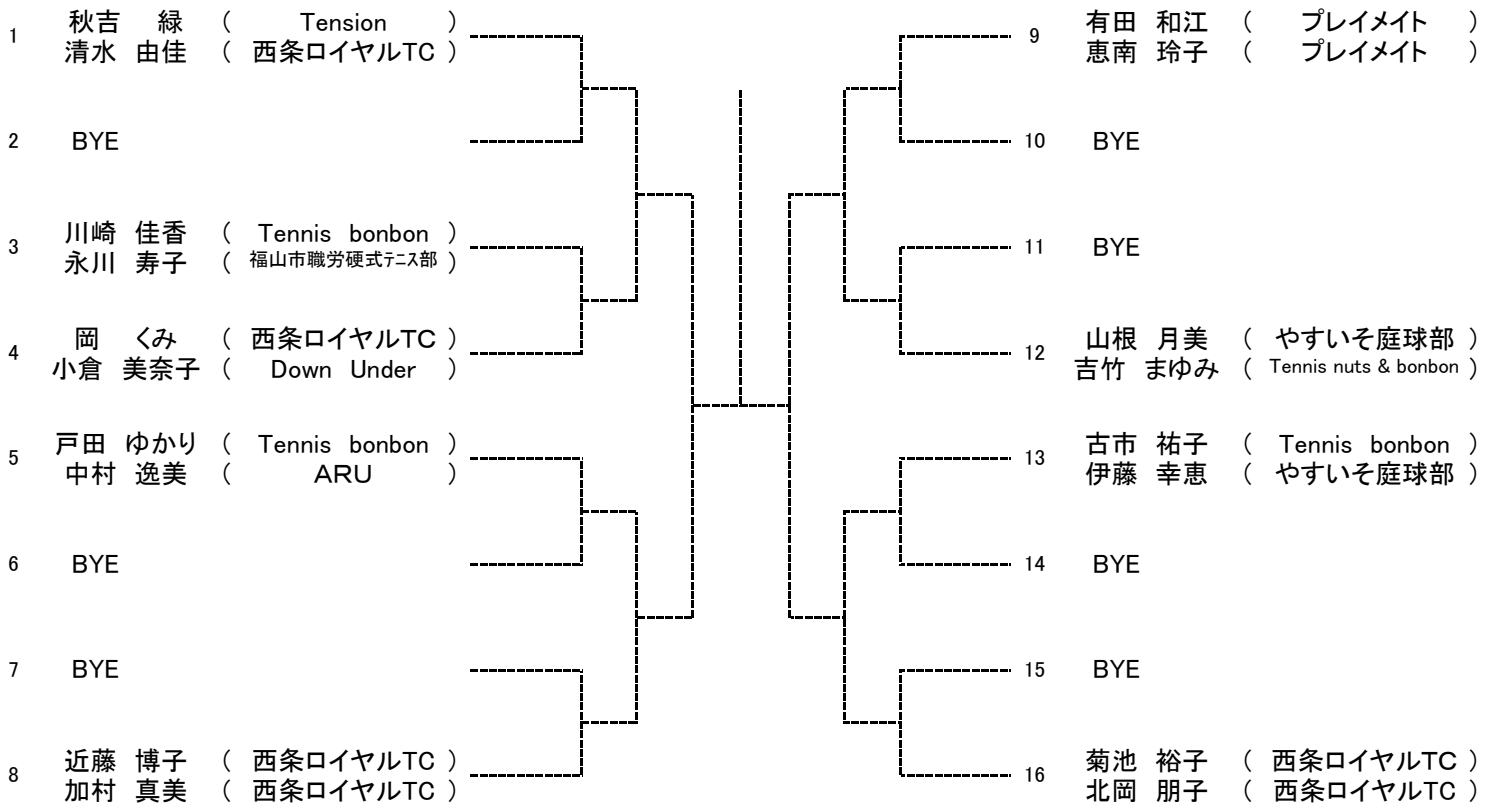 1 秋吉 緑 ( Tension )
清水 由佳 ( 西条ロイヤルTC )
2 BYE
3 川崎 佳香 ( Tennis bonbon )
永川 寿子 ( 福山市職労硬式テニス部 )
4 岡 くみ ( 西条ロイヤルTC )
小倉 美奈子 ( Down Under )
5 戸田 ゆかり ( Tennis bonbon )
中村 逸美 ( ARU )
6 BYE
7 BYE
8 近藤 博子 ( 西条ロイヤルTC )
加村 真美 ( 西条ロイヤルTC )
9 有田 和江 ( プレイメイト )
恵南 玲子 ( プレイメイト )
10 BYE
11 BYE
12 山根 月美 ( やすいそ庭球部 )
吉竹 まゆみ ( Tennis nuts & bonbon )
13 古市 祐子 ( Tennis bonbon )
伊藤 幸恵 ( やすいそ庭球部 )
14 BYE
15 BYE
16 菊池 裕子 ( 西条ロイヤルTC )
北岡 朋子 ( 西条ロイヤルTC )